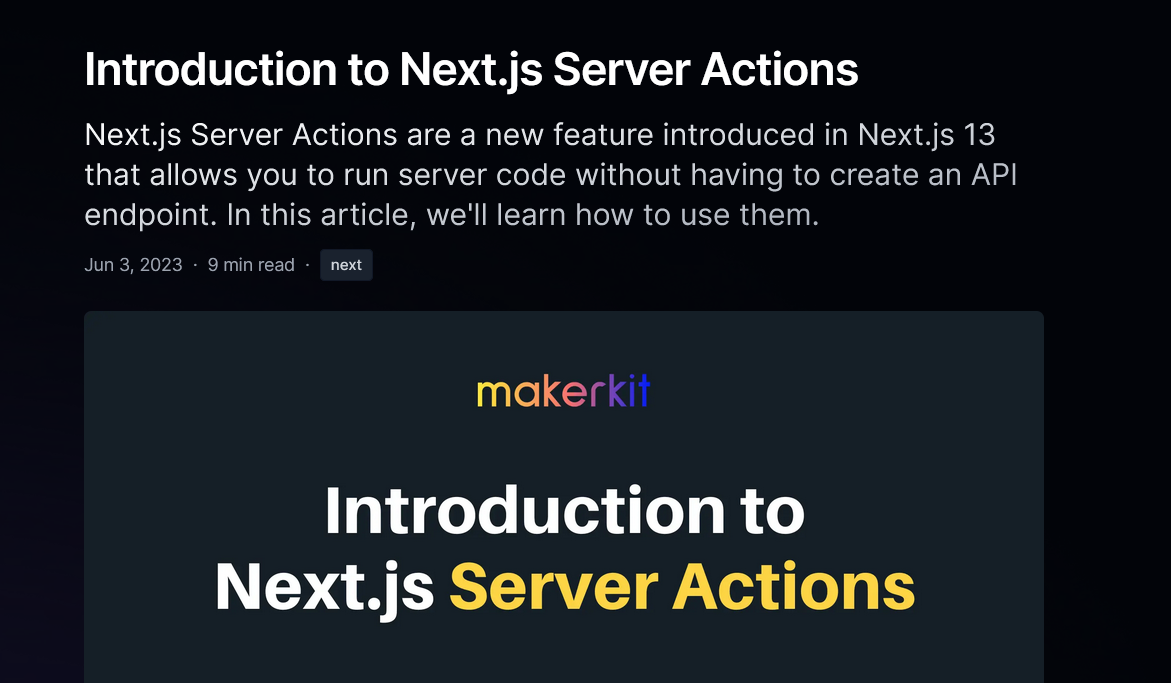 Introduction to Next.js Server Actions
Next.js Server Actions are a new feature introduced in Next.js 13
that allows you to run server code without having to create an API
endpoint. In this article, we'll learn how to use them.
Jun 3, 2023 · 9 min read · next
makerkit
Introduction to
Next.js Server Actions